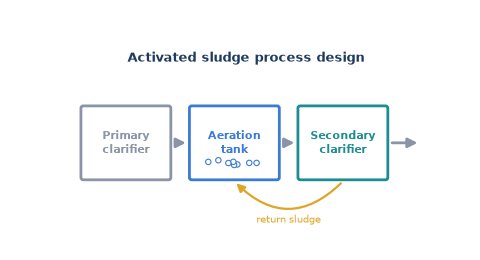 Activated sludge process design
Primary
clarifier
Aeration
tank
Secondary
clarifier
return sludge